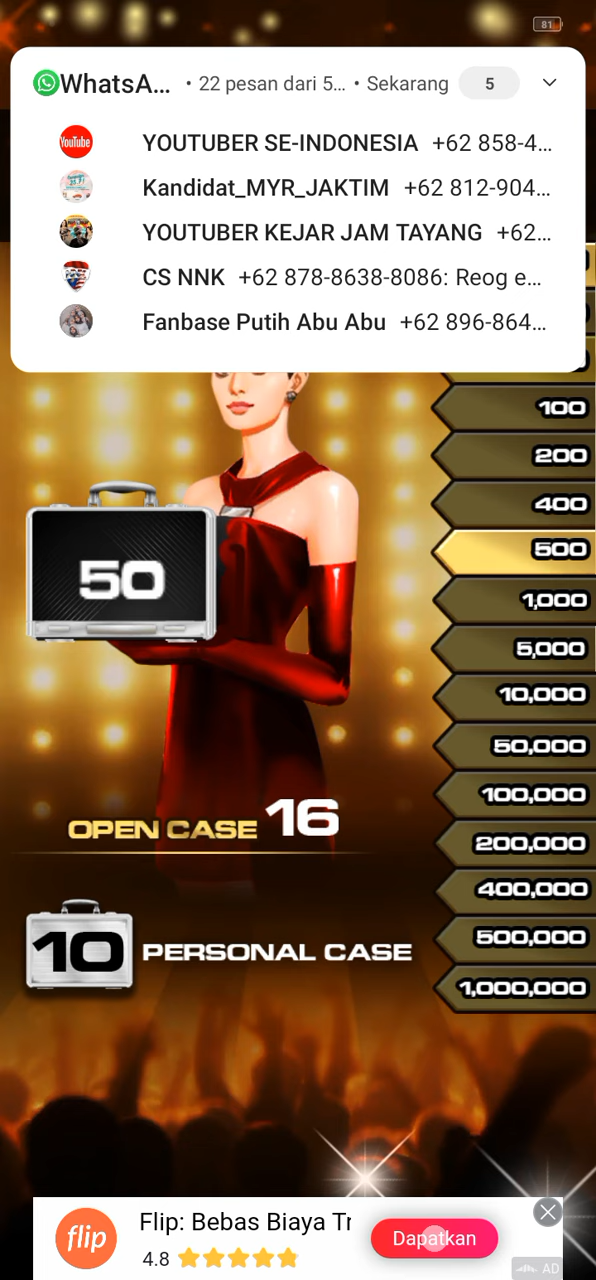 81
WhatsA... • 22 pesan dari 5... • Sekarang 5
YouTube YOUTUBER SE-INDONESIA +62 858-4...
Kandidat_MYR_JAKTIM +62 812-904...
YOUTUBER KEJAR JAM TAYANG +62...
CS NNK +62 878-8638-8086: Reog e...
Fanbase Putih Abu Abu +62 896-864...
100
200
400
500
1,000
5,000
10,000
50,000
100,000
200,000
400,000
500,000
1,000,000
50
OPEN CASE 16
10 PERSONAL CASE
flip Flip: Bebas Biaya Tr
4.8
Dapatkan
AD